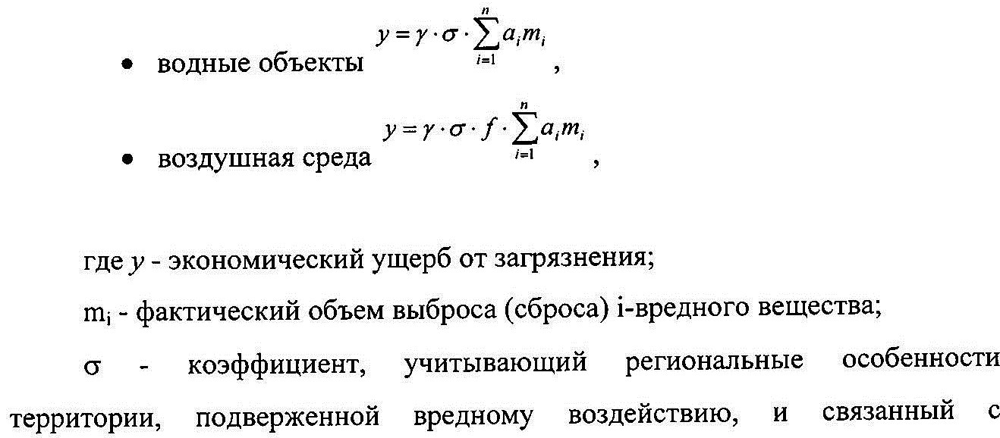 • водные объекты $y = \gamma \cdot \sigma \cdot \sum_{i=1}^{n} a_i m_i$ ,
• воздушная среда $y = \gamma \cdot \sigma \cdot f \cdot \sum_{i=1}^{n} a_i m_i$ ,
где y - экономический ущерб от загрязнения;
mᵢ - фактический объем выброса (сброса) i-вредного вещества;
σ - коэффициент, учитывающий региональные особенности
территории, подверженной вредному воздействию, и связанный с